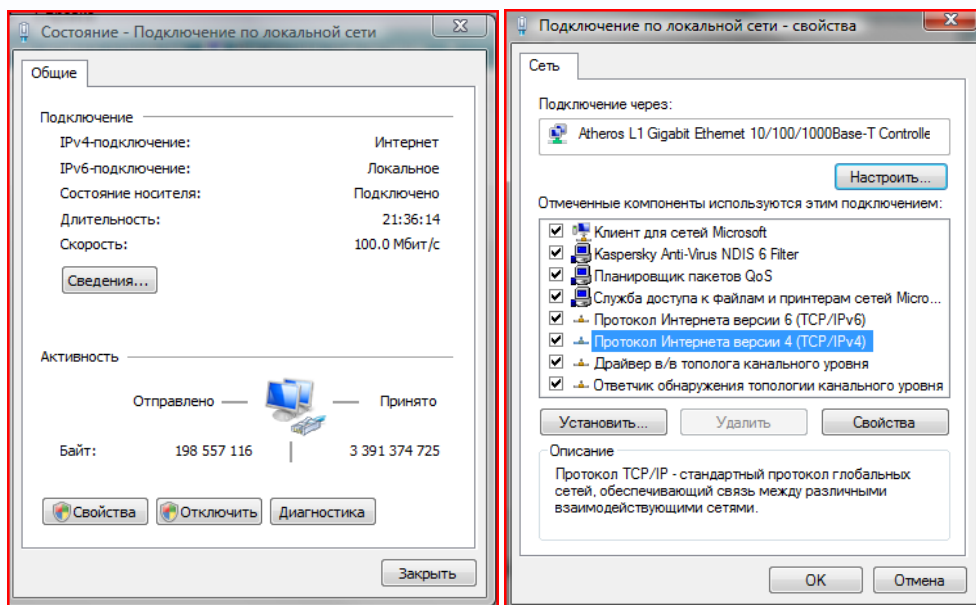 Состояние - Подключение по локальной сети
Общие
Подключение
IPv4-подключение: Интернет
IPv6-подключение: Локальное
Состояние носителя: Подключено
Длительность: 21:36:14
Скорость: 100.0 Мбит/с
Сведения...
Активность
Отправлено — — Принято
Байт: 198 557 116 | 3 391 374 725
Свойства Отключить Диагностика
Закрыть
Подключение по локальной сети - свойства
Сеть
Подключение через:
Atheros L1 Gigabit Ethernet 10/100/1000Base-T Controlle
Настроить...
Отмеченные компоненты используются этим подключением:
Клиент для сетей Microsoft
Kaspersky Anti-Virus NDIS 6 Filter
Планировщик пакетов QoS
Служба доступа к файлам и принтерам сетей Micro...
Протокол Интернета версии 6 (TCP/IPv6)
Протокол Интернета версии 4 (TCP/IPv4)
Драйвер в/в тополога канального уровня
Ответчик обнаружения топологии канального уровня
Установить... Удалить Свойства
Описание
Протокол TCP/IP - стандартный протокол глобальных
сетей, обеспечивающий связь между различными
взаимодействующими сетями.
OK Отмена